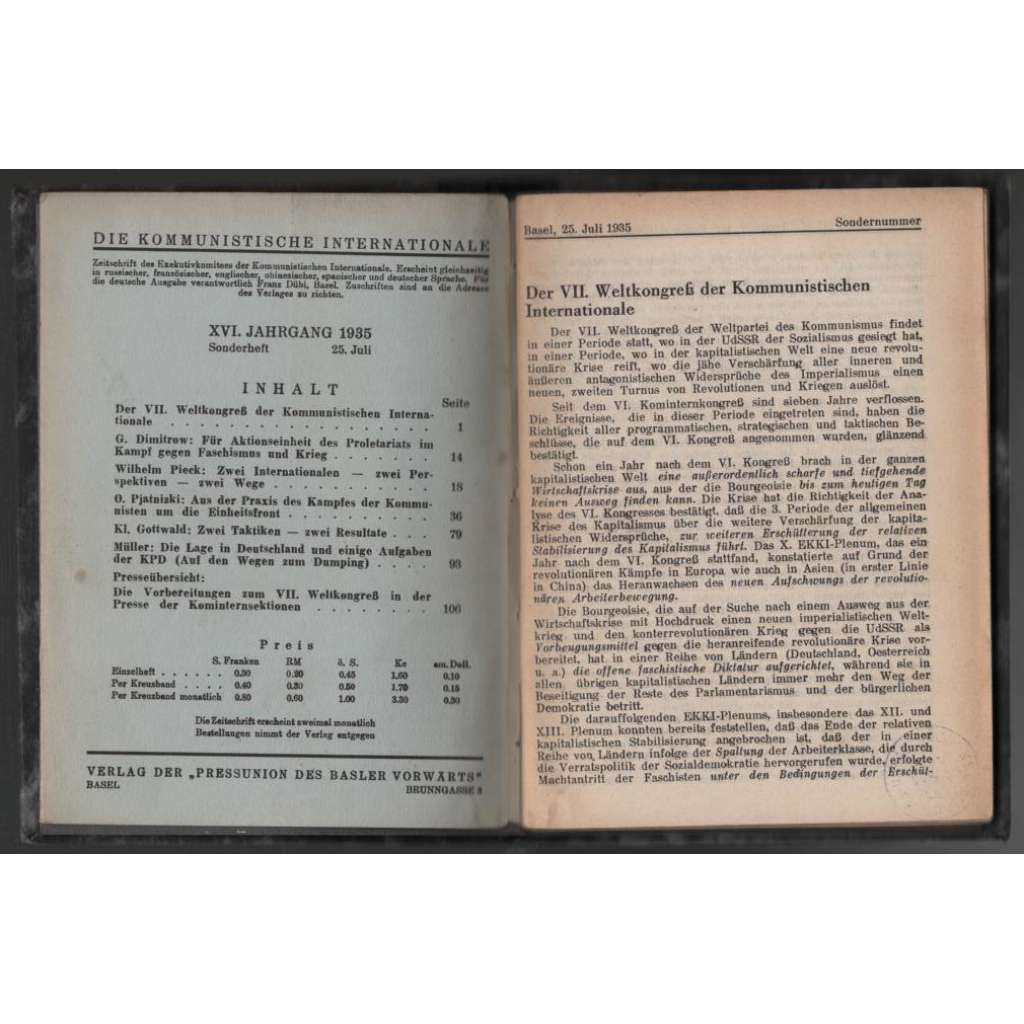 DIE KOMMUNISTISCHE INTERNATIONALE
Zeitschrift des Exekutivkomitees der Kommunistischen Internationale. Erscheint gleichzeitig
in russischer, französischer, englischer, chinesischer, spanischer und deutscher Sprache. Für
die deutsche Ausgabe verantwortlich Franz Dübi, Basel. Zuschriften sind an die Adresse
des Verlages zu richten.
XVI. JAHRGANG 1935
Sonderheft 25. Juli
INHALT
Seite
Der VII. Weltkongreß der Kommunistischen Interna-
tionale . . . . . . . . . . . . . . . . . . 1
G. Dimitrow: Für Aktionseinheit des Proletariats im
Kampf gegen Faschismus und Krieg . . . . . . . 14
Wilhelm Pieck: Zwei Internationalen — zwei Per-
spektiven — zwei Wege . . . . . . . . . . . 18
O. Pjatnizki: Aus der Praxis des Kampfes der Kommu-
nisten um die Einheitsfront . . . . . . . . . . 36
Kl. Gottwald: Zwei Taktiken — zwei Resultate . . . 79
Müller: Die Lage in Deutschland und einige Aufgaben
der KPD (Auf den Wegen zum Dumping) . . . . 93
Presseübersicht:
Die Vorbereitungen zum VII. Weltkongreß in der
Presse der Kominternsektionen . . . . . . . . 106
Preis
S. Franken RM ö. S. Kc am. Doll.
Einzelheft . . . . . . 0.30 0.20 0.45 1.60 0.10
Per Kreuzband . . . . 0.40 0.30 0.50 1.70 0.15
Per Kreuzband monatlich 0.80 0.60 1.00 3.30 0.30
Die Zeitschrift erscheint zweimal monatlich
Bestellungen nimmt der Verlag entgegen
VERLAG DER „PRESSUNION DES BASLER VORWÄRTS"
BASEL BRUNNGASSE
Basel, 25. Juli 1935 Sondernummer
Der VII. Weltkongreß der Kommunistischen
Internationale
Der VII. Weltkongreß der Weltpartei des Kommunismus findet
in einer Periode statt, wo in der UdSSR der Sozialismus gesiegt hat,
in einer Periode, wo in der kapitalistischen Welt eine neue revolu-
tionäre Krise reift, wo die jähe Verschärfung aller inneren und
äußeren antagonistischen Widersprüche des Imperialismus einen
neuen, zweiten Turnus von Revolutionen und Kriegen auslöst.
Seit dem VI. Kominternkongreß sind sieben Jahre verflossen.
Die Ereignisse, die in dieser Periode eingetreten sind, haben die
Richtigkeit aller programmatischen, strategischen und taktischen Be-
schlüsse, die auf dem VI. Kongreß angenommen wurden, glänzend
bestätigt.
Schon ein Jahr nach dem VI. Kongreß brach in der ganzen
kapitalistischen Welt eine außerordentlich scharfe und tiefgehende
Wirtschaftskrise aus, aus der die Bourgeoisie bis zum heutigen Tag
keinen Ausweg finden kann. Die Krise hat die Richtigkeit der Ana-
lyse des VI. Kongresses bestätigt, daß die 3. Periode der allgemeinen
Krise des Kapitalismus über die weitere Verschärfung der kapita-
listischen Widersprüche, zur weiteren Erschütterung der relativen
Stabilisierung des Kapitalismus führt. Das X. EKKI-Plenum, das ein
Jahr nach dem VI. Kongreß stattfand, konstatierte auf Grund der
revolutionären Kämpfe in Europa wie auch in Asien (in erster Linie
in China) das Heranwachsen des neuen Aufschwungs der revolutio-
nären Arbeiterbewegung.
Die Bourgeoisie, die auf der Suche nach einem Ausweg aus der
Wirtschaftskrise mit Hochdruck einen neuen imperialistischen Welt-
krieg und den konterrevolutionären Krieg gegen die UdSSR als
Vorbeugungsmittel gegen die heranreifende revolutionäre Krise vor-
bereitet, hat in einer Reihe von Ländern (Deutschland, Oesterreich
u. a.) die offene faschistische Diktatur aufgerichtet, während sie in
allen übrigen kapitalistischen Ländern immer mehr den Weg der
Beseitigung der Reste des Parlamentarismus und der bürgerlichen
Demokratie betritt.
Die darauffolgenden EKKI-Plenums, insbesondere das XII. und
XIII. Plenum konnten bereits feststellen, daß das Ende der relativen
kapitalistischen Stabilisierung angebrochen ist, daß der in einer
Reihe von Ländern infolge der Spaltung der Arbeiterklasse, die durch
die Verratspolitik der Sozialdemokratie hervorgerufen wurde, erfolgte
Machtantritt der Faschisten unter den Bedingungen der Erschüt-